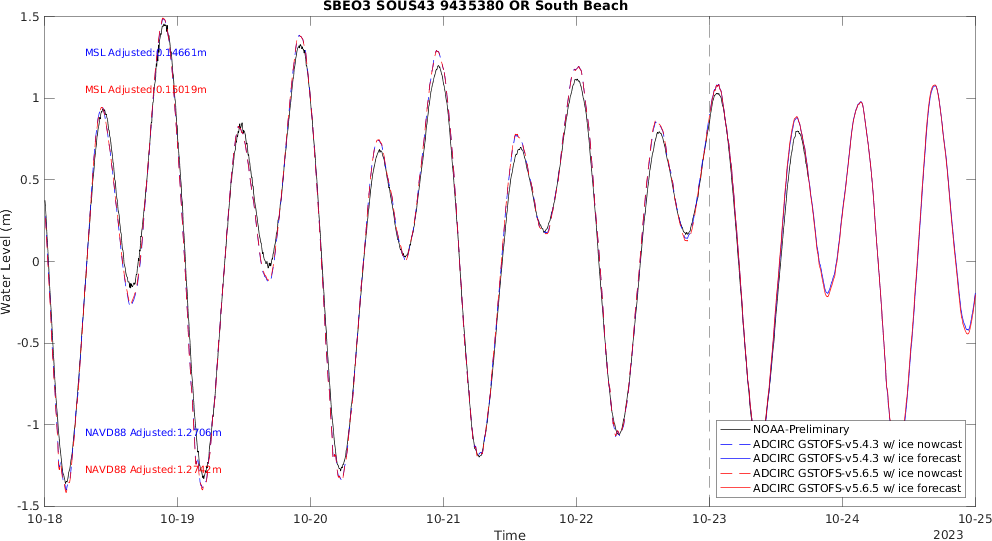 SBEO3 SOUS43 9435380 OR South Beach
1.5
1
0.5
0
-0.5
-1
-1.5
Water Level (m)
MSL Adjusted:0.14661m
MSL Adjusted:0.15019m
NAVD88 Adjusted:1.2706m
NAVD88 Adjusted:1.2742m
NOAA-Preliminary
ADCIRC GSTOFS-v5.4.3 w/ ice nowcast
ADCIRC GSTOFS-v5.4.3 w/ ice forecast
ADCIRC GSTOFS-v5.6.5 w/ ice nowcast
ADCIRC GSTOFS-v5.6.5 w/ ice forecast
10-18 10-19 10-20 10-21 10-22 10-23 10-24 10-25
Time
2023